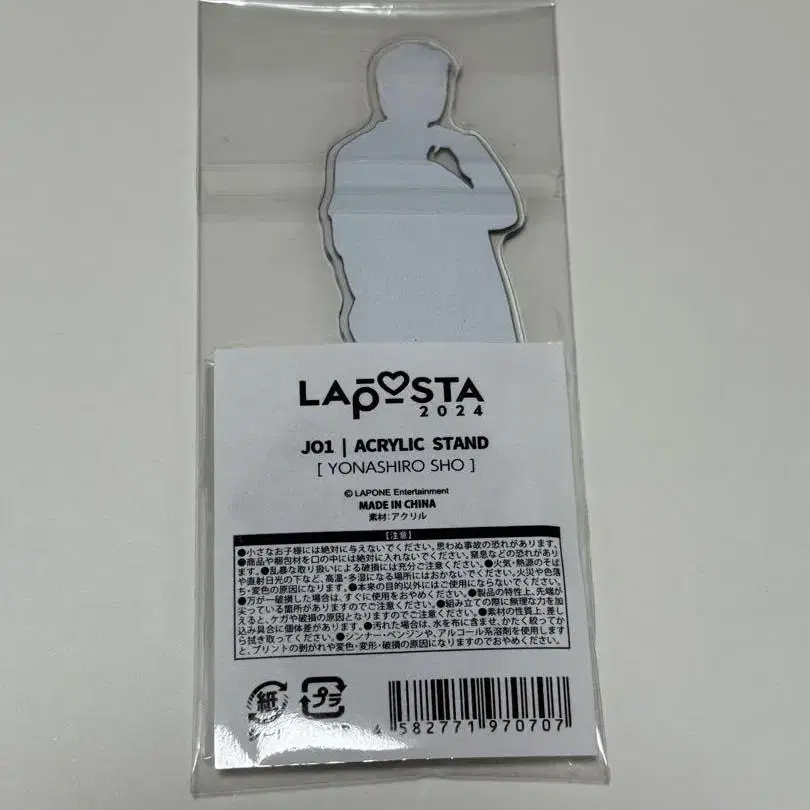 LAPOSTA
2024
JO1 | ACRYLIC STAND
[ YONASHIRO SHO ]
© LAPONE Entertainment
MADE IN CHINA
素材:アクリル
【注意】
●小さなお子様には絶対に与えないでください。思わぬ事故の恐れがあります。
●商品や梱包材を口の中には絶対に入れないでください。窒息などの恐れがあり
ます。●乱暴な取り扱いによる破損には充分ご注意ください。●火気・熱源のそば
や直射日光の下など、高温・多湿になる場所にはおかないでください。火災や色落
ち・変色の原因になります。●本来の目的以外にはご使用にならないでください。
●万が一破損した場合は、すぐに使用をおやめください。●製品の特性上、先端が
尖っている箇所がありますのでご注意ください。●組み立ての際に無理な力を加
えると、ケガや破損の原因となりますのでご注意ください。●素材の性質上、差し
込み具合に個体差があります。●汚れた場合は、水を布に含ませ、かたく絞ってか
ら拭き取ってください。●シンナー・ベンジンや、アルコール系溶剤を使用します
と、プリントの剥がれや変色・変形・破損の原因になりますのでおやめください。
紙 プラ
4 582771 970707